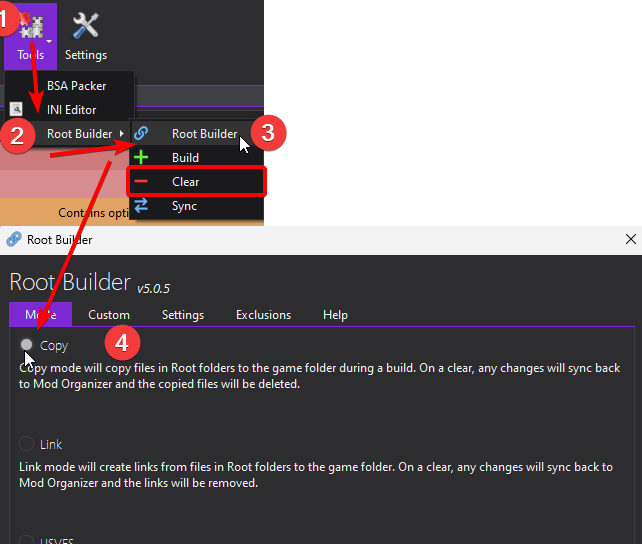 1
Tools
Settings
BSA Packer
INI Editor
2
Root Builder
Root Builder
3
Build
Clear
Sync
Contains opti
Root Builder
Root Builder v5.0.5
Mode
Custom
Settings
Exclusions
Help
Copy
4
Copy mode will copy files in Root folders to the game folder during a build. On a clear, any changes will sync back
to Mod Organizer and the copied files will be deleted.
Link
Link mode will create links from files in Root folders to the game folder. On a clear, any changes will sync back to
Mod Organizer and the links will be removed.